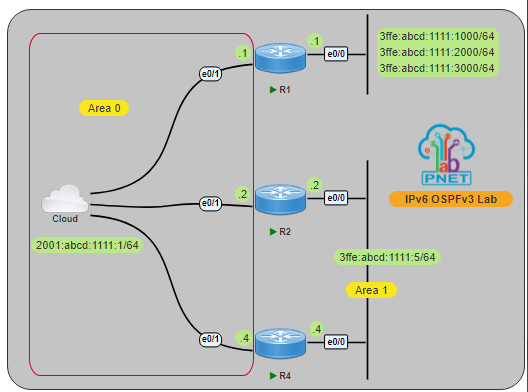 .1
.1
e0/0
3ffe:abcd:1111:1000/64
3ffe:abcd:1111:2000/64
3ffe:abcd:1111:3000/64
e0/1
R1
Area 0
lab
PNET
.2
.2
e0/0
IPv6 OSPFv3 Lab
e0/1
Cloud
R2
2001:abcd:1111:1/64
3ffe:abcd:1111:5/64
Area 1
.4
.4
e0/1
e0/0
R4